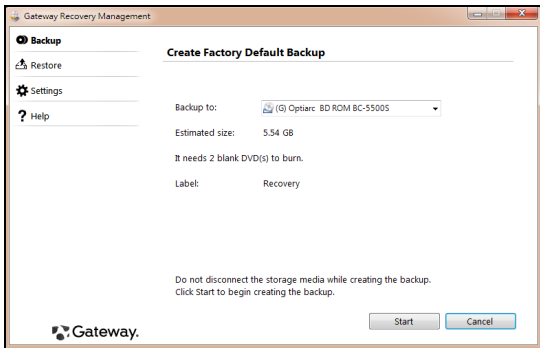 Gateway Recovery Management
Backup
Restore
Settings
Help
Create Factory Default Backup
Backup to: (G) Optiarc BD ROM BC-5500S
Estimated size: 5.54 GB
It needs 2 blank DVD(s) to burn.
Label: Recovery
Do not disconnect the storage media while creating the backup.
Click Start to begin creating the backup.
Start Cancel
Gateway.